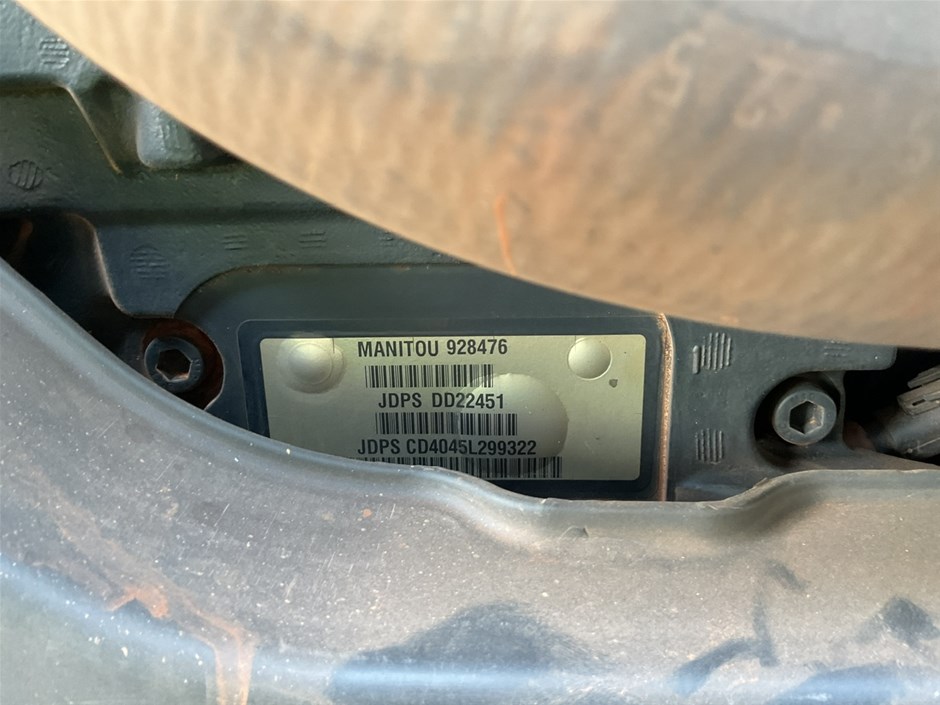 MANITOU 928476
JDPS DD22451
JDPS CD4045L299322